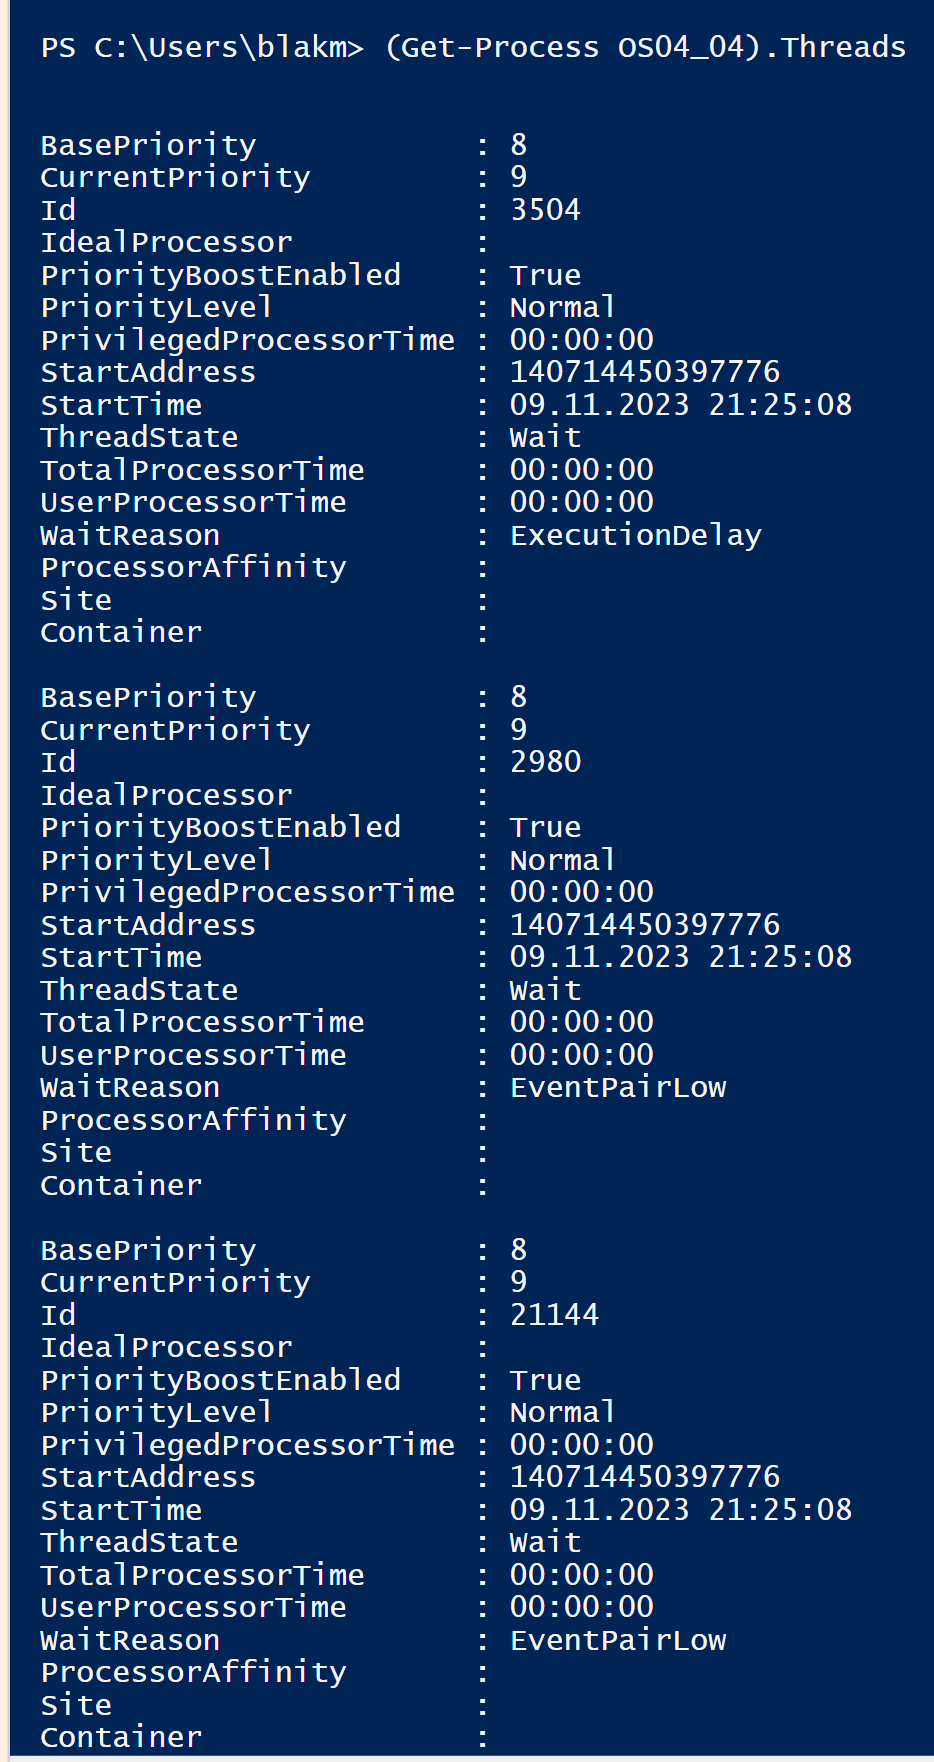 PS C:\Users\blakm> (Get-Process OS04_04).Threads
BasePriority : 8
CurrentPriority : 9
Id : 3504
IdealProcessor :
PriorityBoostEnabled : True
PriorityLevel : Normal
PrivilegedProcessorTime : 00:00:00
StartAddress : 140714450397776
StartTime : 09.11.2023 21:25:08
ThreadState : Wait
TotalProcessorTime : 00:00:00
UserProcessorTime : 00:00:00
WaitReason : ExecutionDelay
ProcessorAffinity :
Site :
Container :
BasePriority : 8
CurrentPriority : 9
Id : 2980
IdealProcessor :
PriorityBoostEnabled : True
PriorityLevel : Normal
PrivilegedProcessorTime : 00:00:00
StartAddress : 140714450397776
StartTime : 09.11.2023 21:25:08
ThreadState : Wait
TotalProcessorTime : 00:00:00
UserProcessorTime : 00:00:00
WaitReason : EventPairLow
ProcessorAffinity :
Site :
Container :
BasePriority : 8
CurrentPriority : 9
Id : 21144
IdealProcessor :
PriorityBoostEnabled : True
PriorityLevel : Normal
PrivilegedProcessorTime : 00:00:00
StartAddress : 140714450397776
StartTime : 09.11.2023 21:25:08
ThreadState : Wait
TotalProcessorTime : 00:00:00
UserProcessorTime : 00:00:00
WaitReason : EventPairLow
ProcessorAffinity :
Site :
Container :